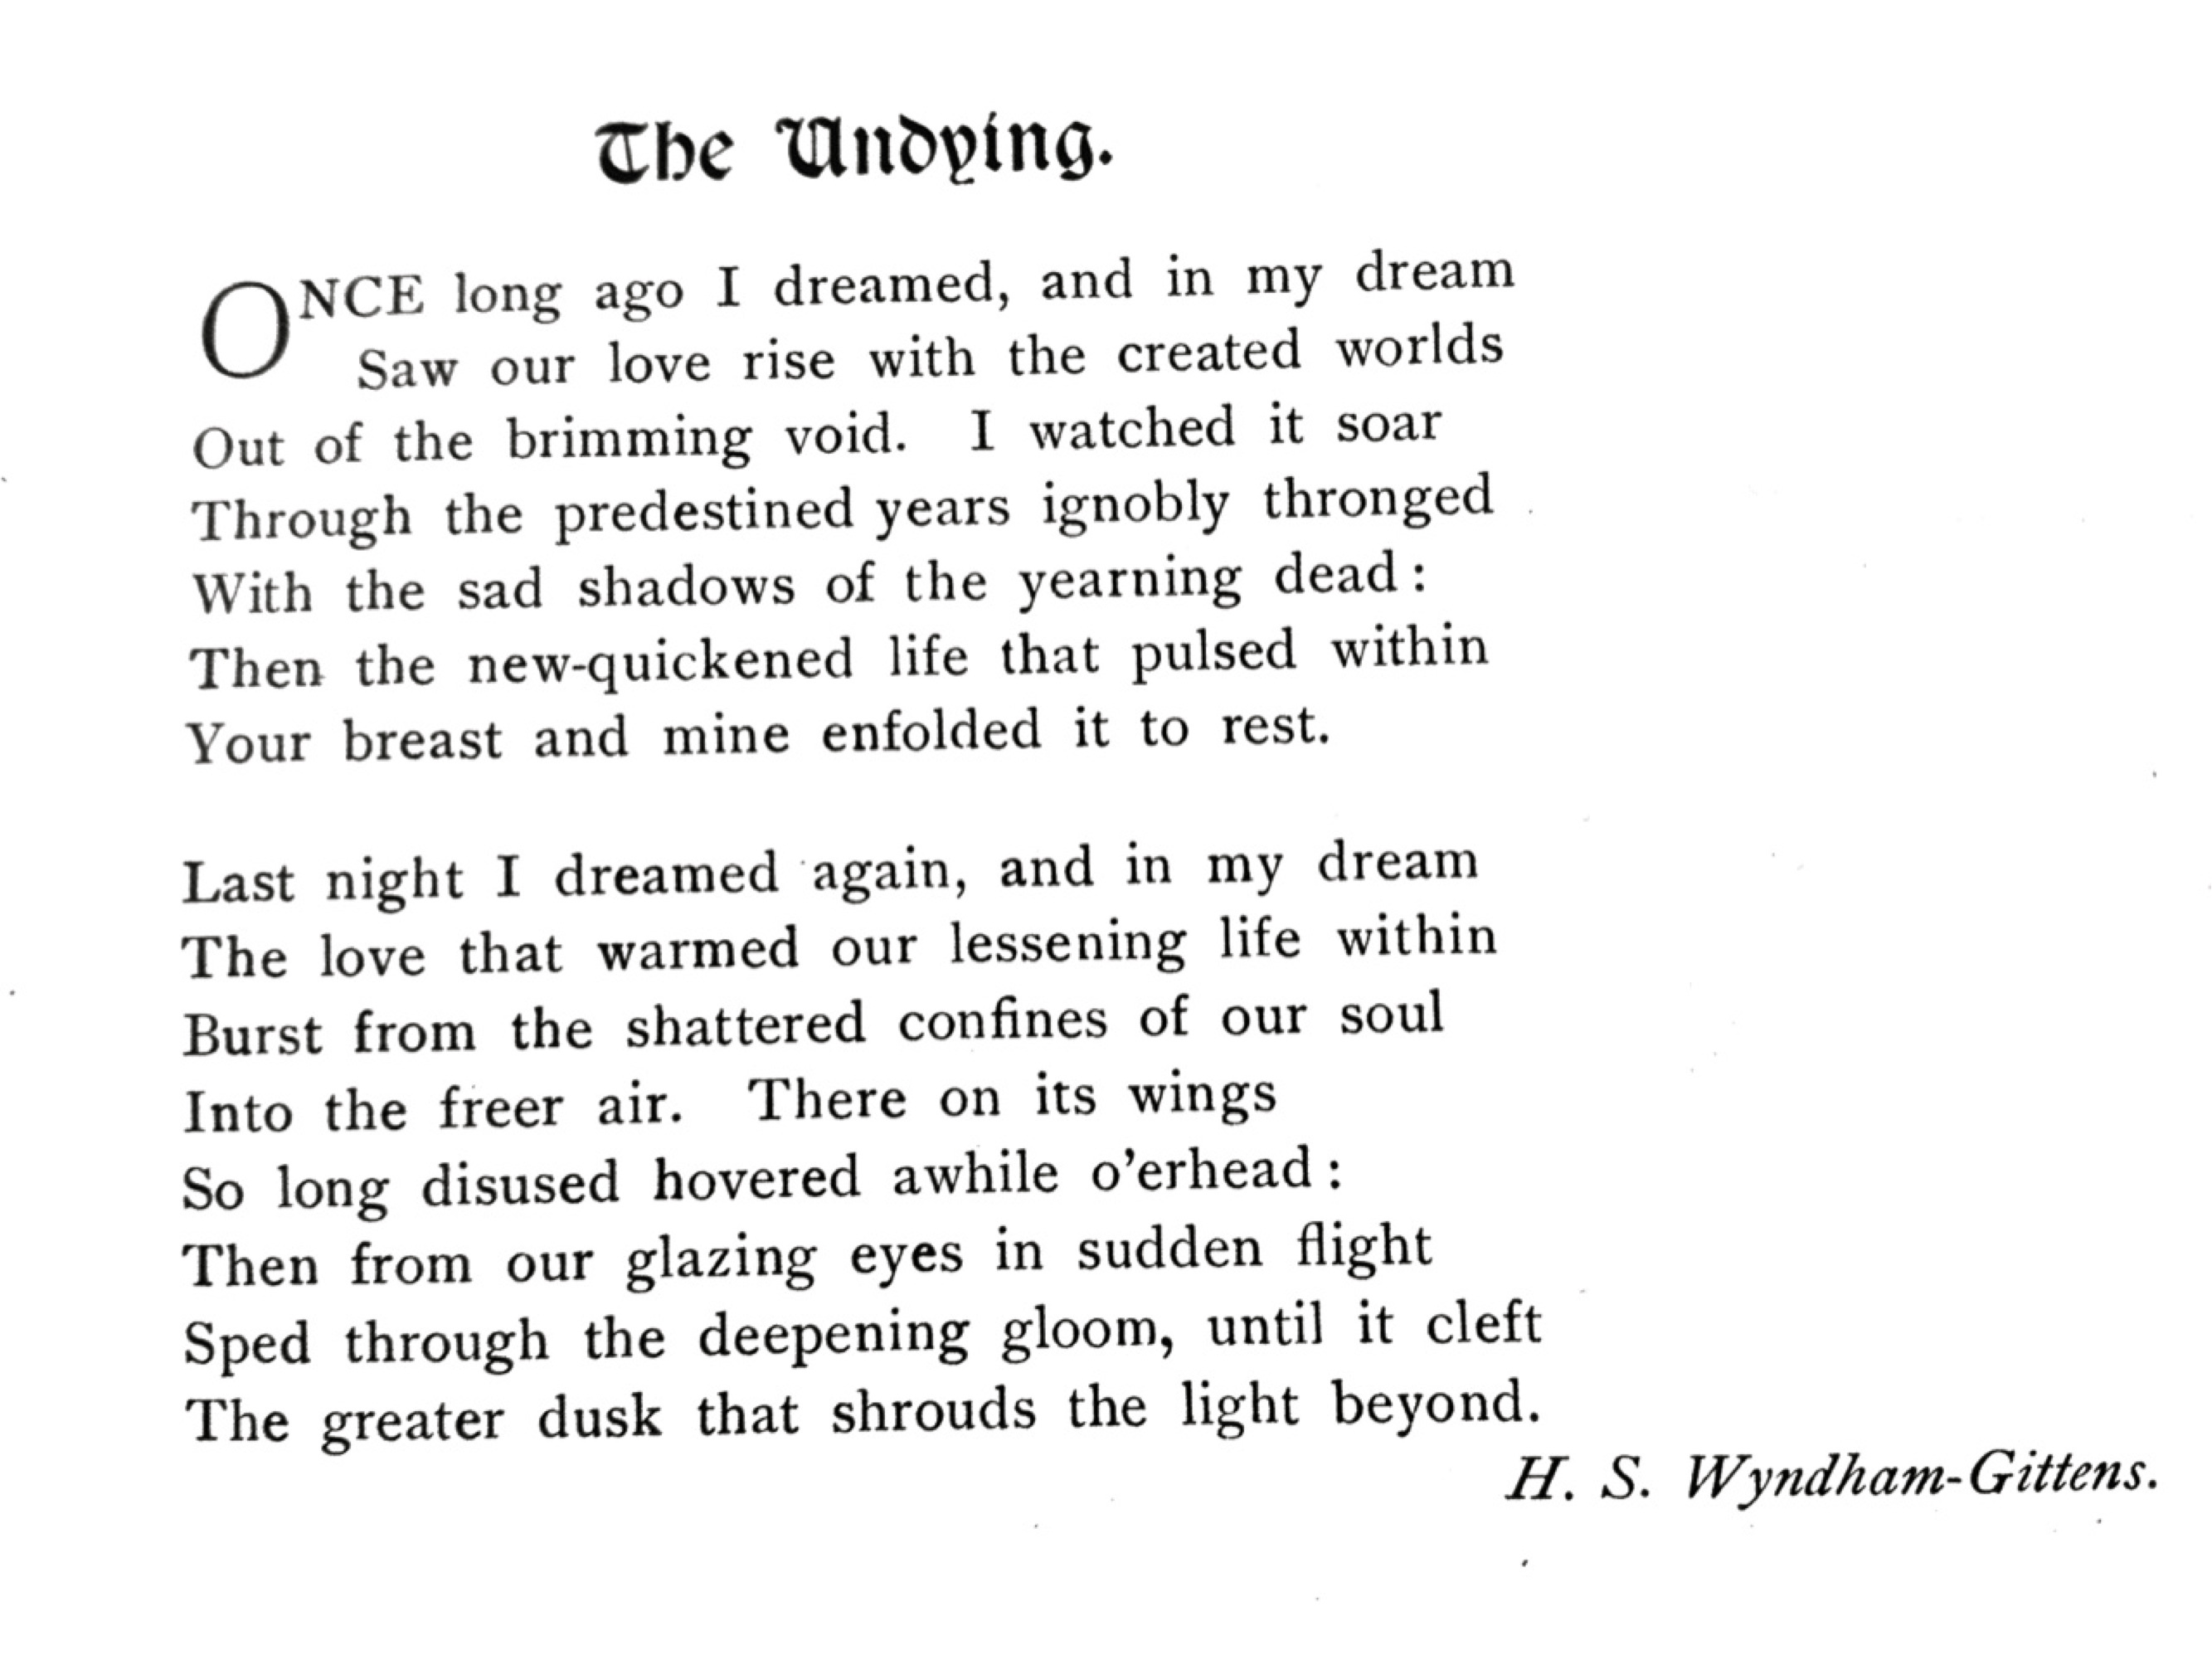 The Undying.
ONCE long ago I dreamed, and in my dream
Saw our love rise with the created worlds
Out of the brimming void. I watched it soar
Through the predestined years ignobly thronged
With the sad shadows of the yearning dead :
Then the new-quickened life that pulsed within
Your breast and mine enfolded it to rest.
Last night I dreamed again, and in my dream
The love that warmed our lessening life within
Burst from the shattered confines of our soul
Into the freer air. There on its wings
So long disused hovered awhile o'erhead :
Then from our glazing eyes in sudden flight
Sped through the deepening gloom, until it cleft
The greater dusk that shrouds the light beyond.
H. S. Wyndham-Gittens.